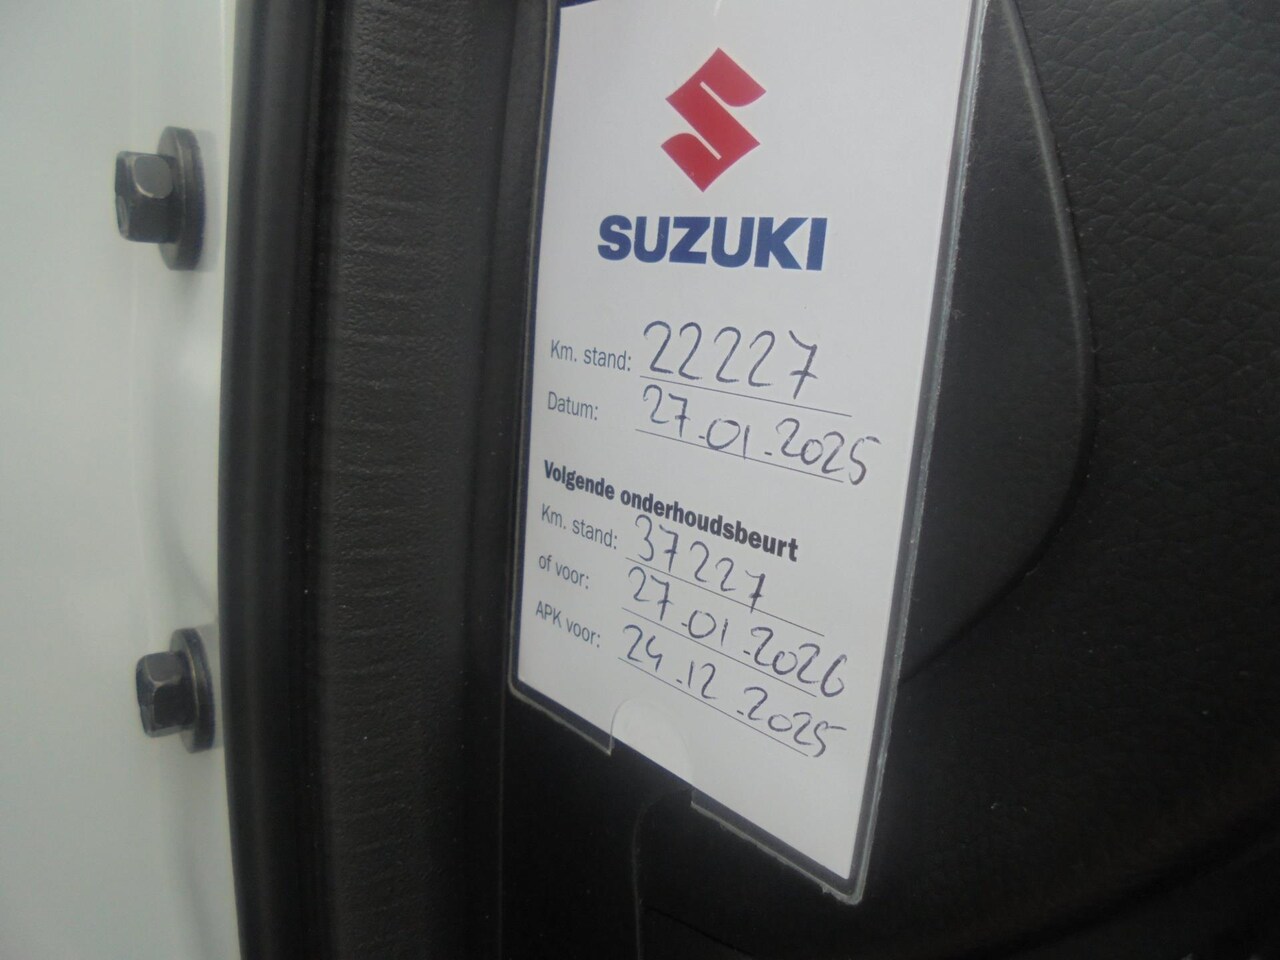 SUZUKI
Km. stand: 22227
Datum: 27-01-2025
Volgende onderhoudsbeurt
Km. stand: 37227
of voor: 27-01-2026
APK voor: 24-12-2025